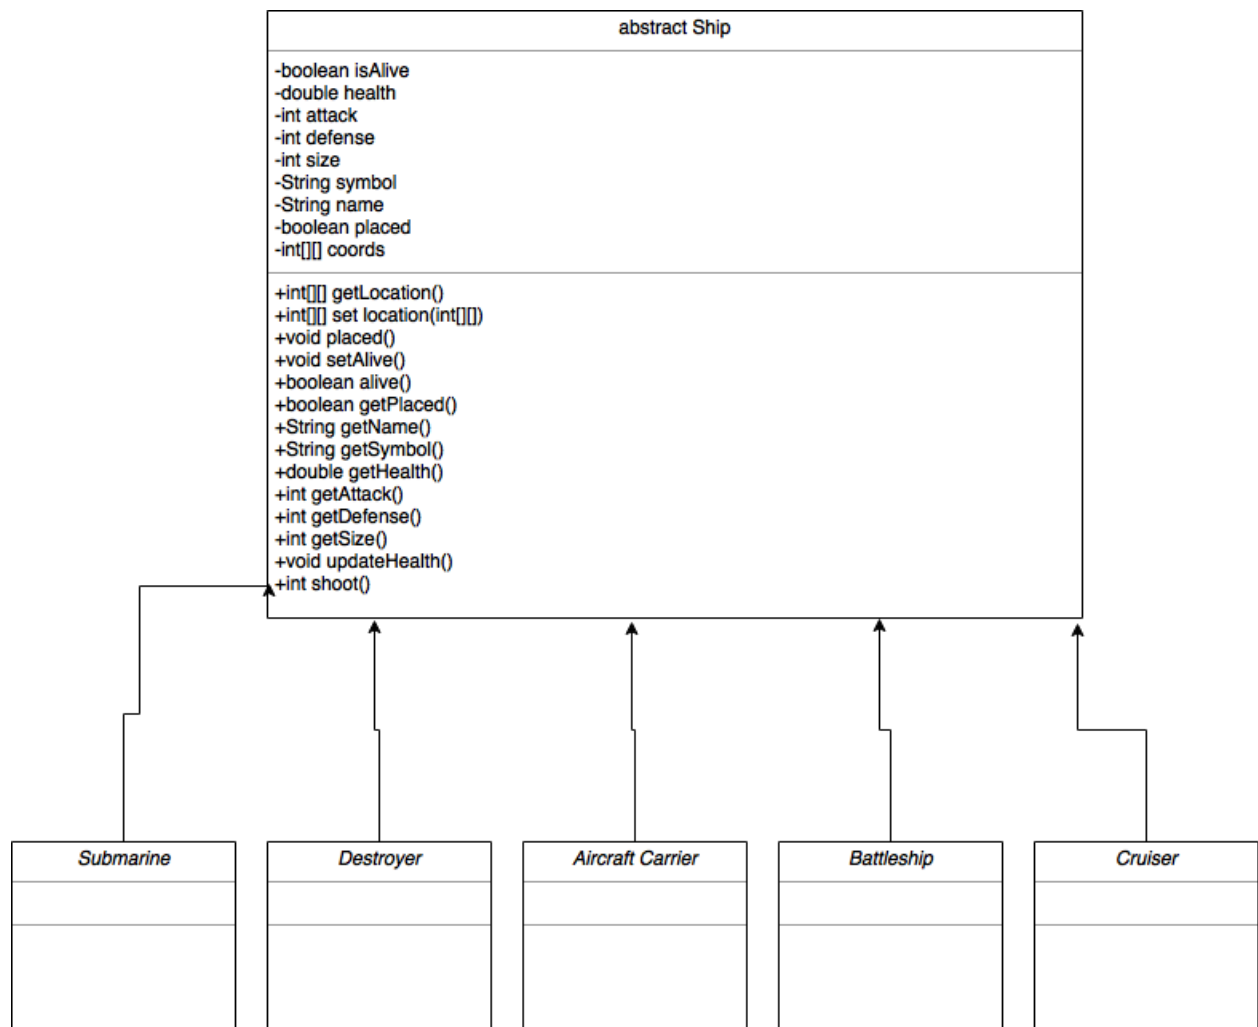 abstract Ship
-boolean isAlive
-double health
-int attack
-int defense
-int size
-String symbol
-String name
-boolean placed
-int[][] coords
+int[][] getLocation()
+int[][] set location(int[][])
+void placed()
+void setAlive()
+boolean alive()
+boolean getPlaced()
+String getName()
+String getSymbol()
+double getHealth()
+int getAttack()
+int getDefense()
+int getSize()
+void updateHealth()
+int shoot()
Submarine
Destroyer
Aircraft Carrier
Battleship
Cruiser